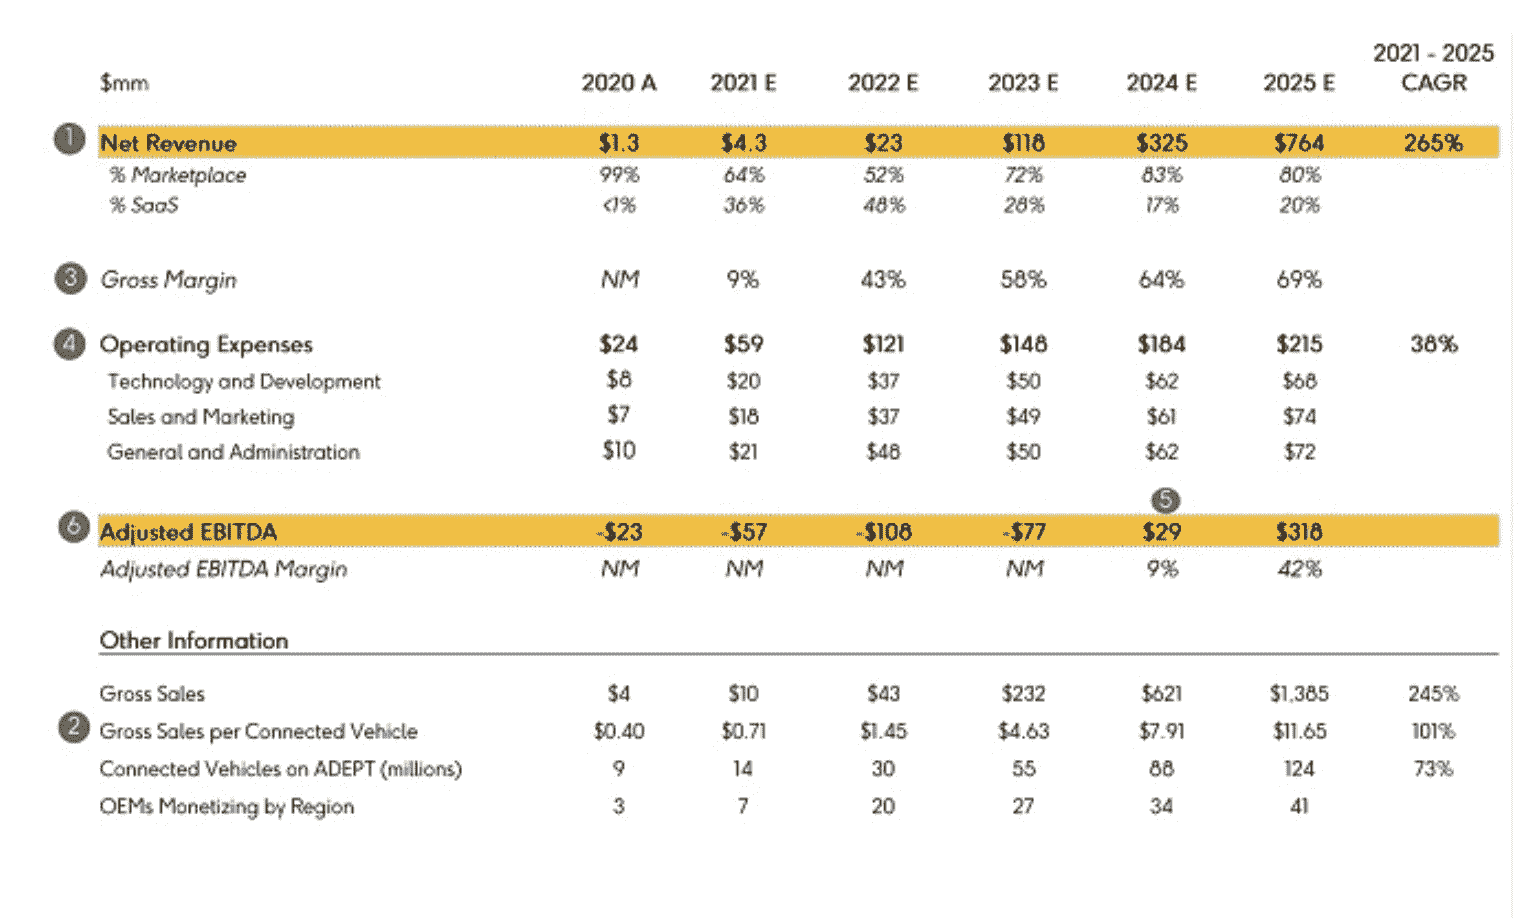 2021 - 2025
$mm 2020 A 2021 E 2022 E 2023 E 2024 E 2025 E CAGR
1 Net Revenue $1.3 $4.3 $23 $118 $325 $764 265%
% Marketplace 99% 64% 52% 72% 83% 80%
% SaaS <1% 36% 48% 28% 17% 20%
3 Gross Margin NM 9% 43% 58% 64% 69%
4 Operating Expenses $24 $59 $121 $148 $184 $215 38%
Technology and Development $8 $20 $37 $50 $62 $68
Sales and Marketing $7 $18 $37 $49 $61 $74
General and Administration $10 $21 $48 $50 $62 $72
5
6 Adjusted EBITDA -$23 -$57 -$108 -$77 $29 $318
Adjusted EBITDA Margin NM NM NM NM 9% 42%
Other Information
Gross Sales $4 $10 $43 $232 $621 $1,385 245%
2 Gross Sales per Connected Vehicle $0.40 $0.71 $1.45 $4.63 $7.91 $11.65 101%
Connected Vehicles on ADEPT (millions) 9 14 30 55 88 124 73%
OEMs Monetizing by Region 3 7 20 27 34 41